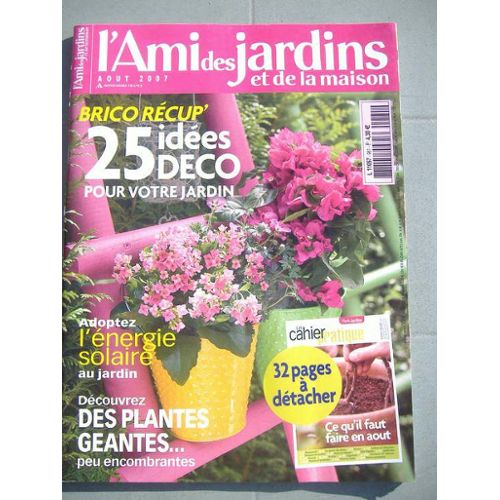 l'Ami des jardins
et de la maison
AOUT 2007
BRICO RÉCUP'
25 idées
DÉCO
POUR VOTRE JARDIN
Adoptez
l'énergie
solaire
au jardin
Découvrez
DES PLANTES
GEANTES...
peu encombrantes
cahier
pratique
32 pages
à
détacher
Ce qu'il faut
faire en aout